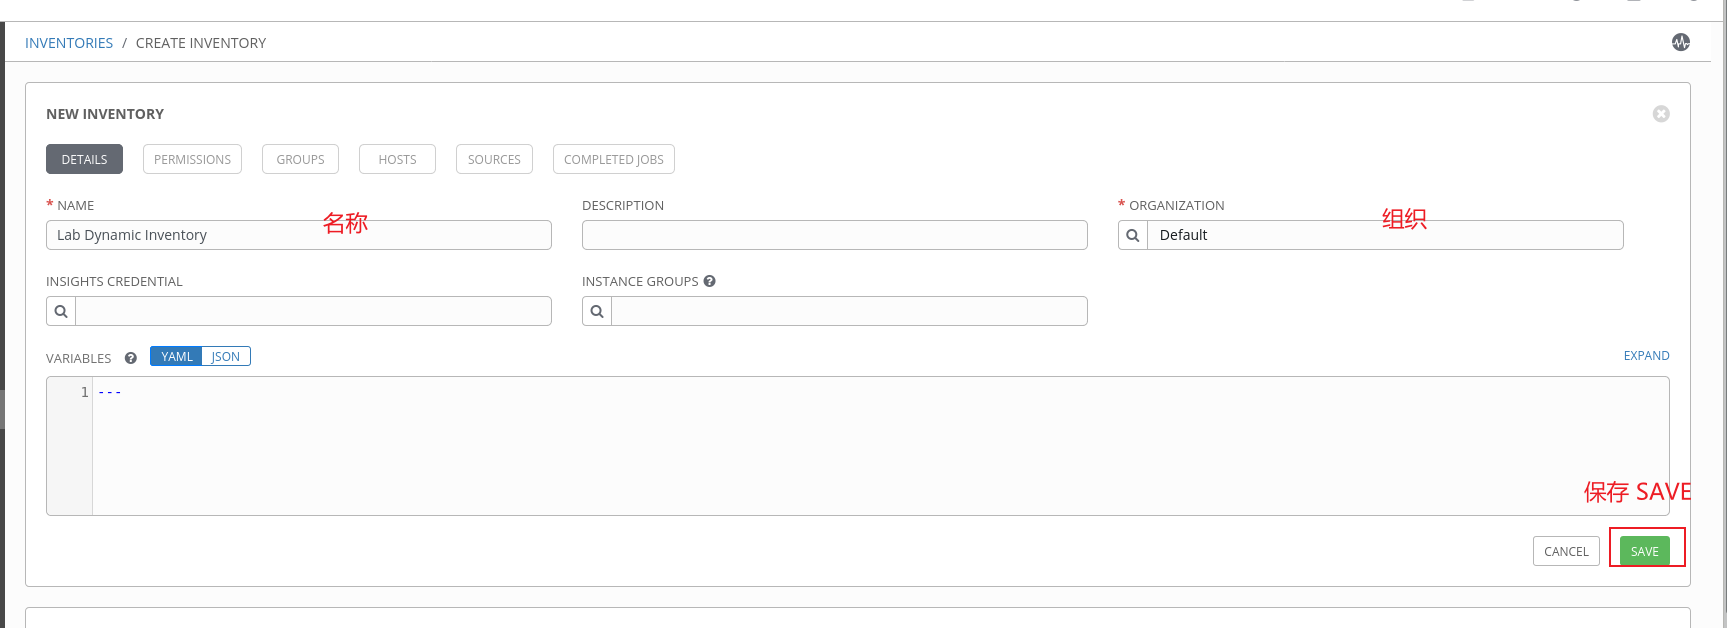 INVENTORIES / CREATE INVENTORY
NEW INVENTORY
DETAILS PERMISSIONS GROUPS HOSTS SOURCES COMPLETED JOBS
* NAME 名称 DESCRIPTION * ORGANIZATION 组织
Lab Dynamic Inventory Default
INSIGHTS CREDENTIAL INSTANCE GROUPS ?
VARIABLES ? YAML JSON EXPAND
1 ---
保存 SAVE
CANCEL SAVE